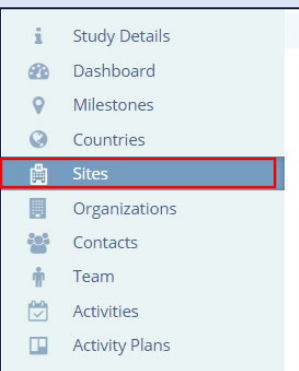 Study Details
Dashboard
Milestones
Countries
Sites
Organizations
Contacts
Team
Activities
Activity Plans